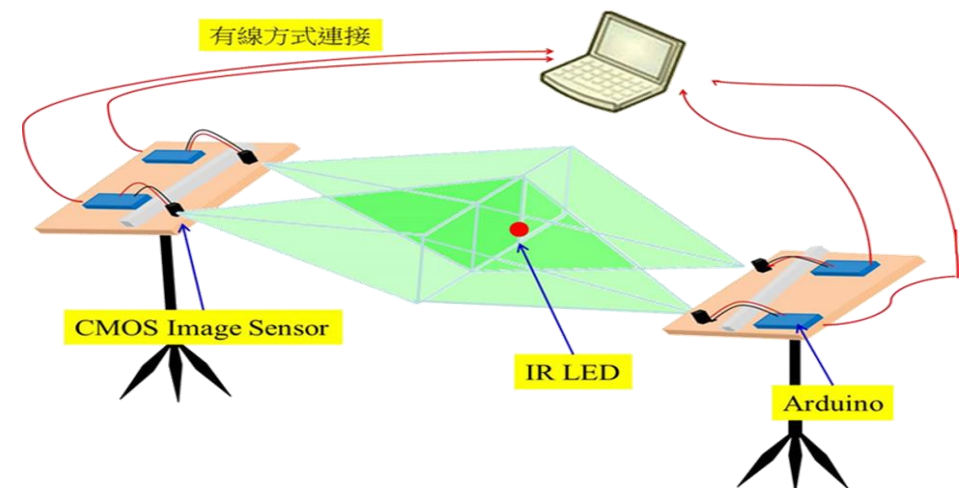 有線方式連接
CMOS Image Sensor
IR LED
Arduino